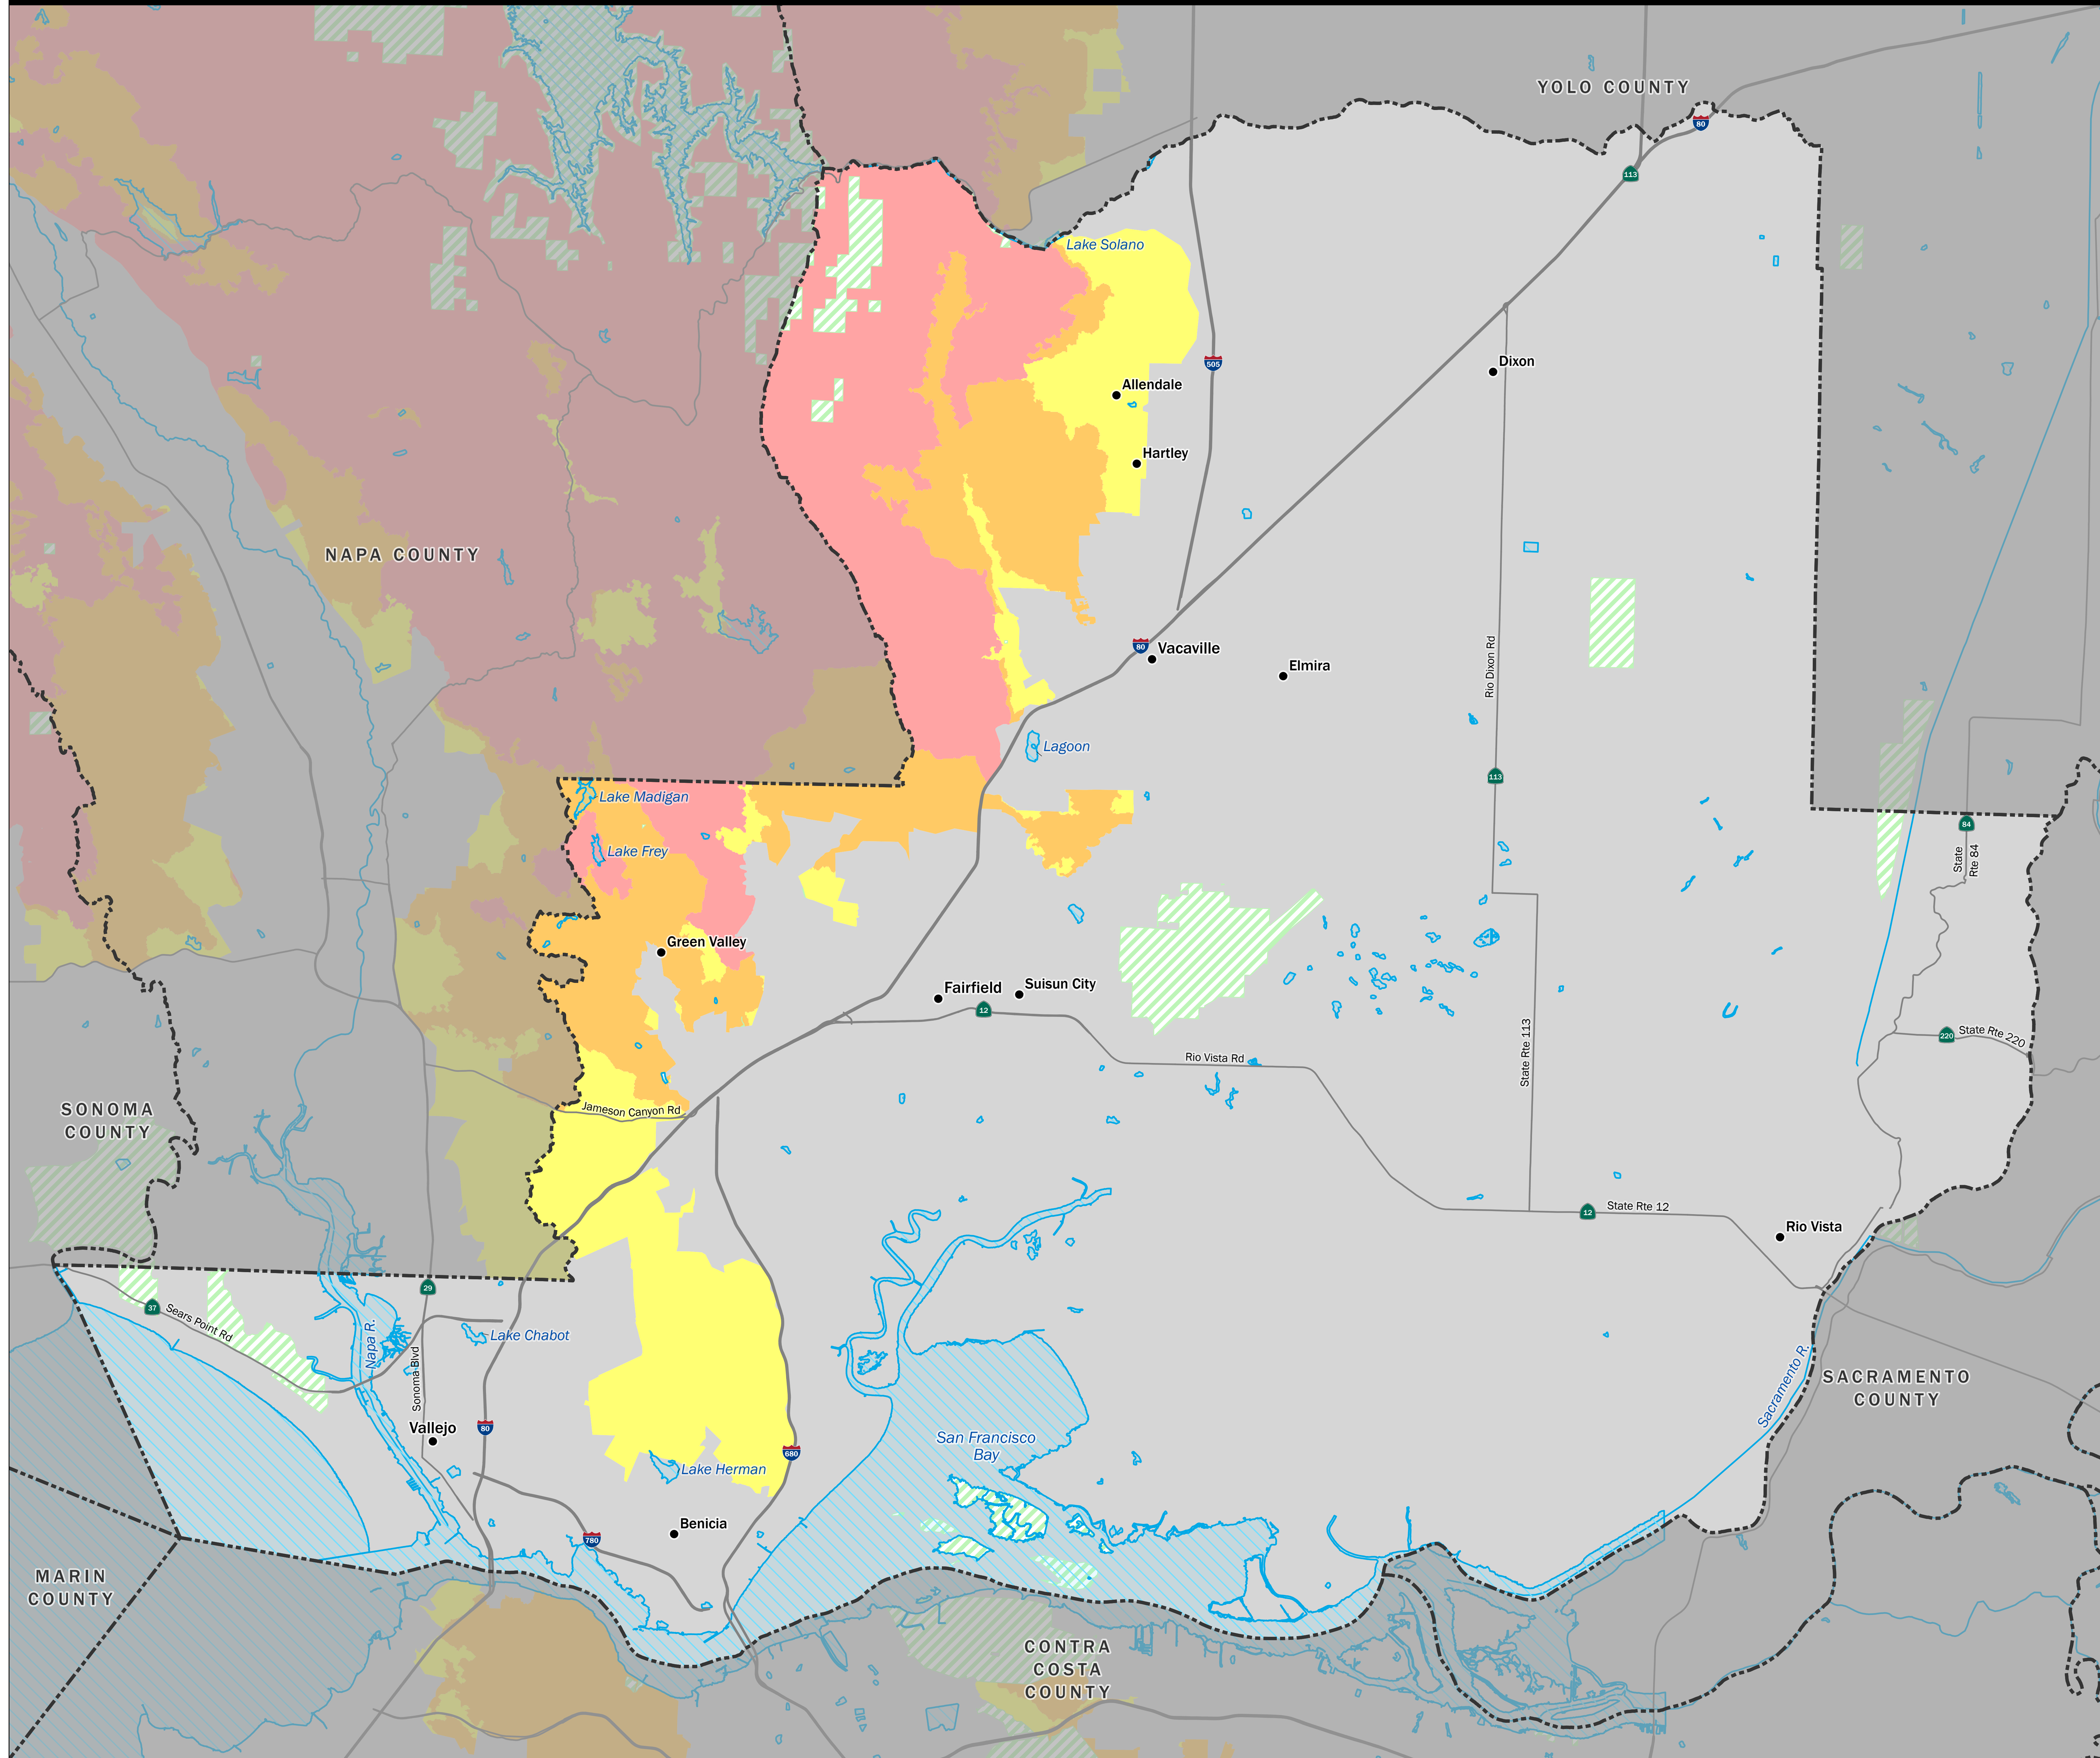 YOLO COUNTY
80
113
Lake Solano
505
Dixon
Allendale
Hartley
NAPA COUNTY
80
Vacaville
Elmira
Rio Dixon Rd
Lagoon
113
Lake Madigan
84
State
Rte 84
Lake Frey
Green Valley
Fairfield
Suisun City
12
State Rte 113
220
State Rte 220
Rio Vista Rd
Jameson Canyon Rd
SONOMA
COUNTY
12
State Rte 12
Rio Vista
29
37
Sears Point Rd
Napa R.
Lake Chabot
Sonoma Blvd
Sacramento R.
SACRAMENTO
COUNTY
Vallejo
80
680
San Francisco
Bay
Lake Herman
Benicia
780
MARIN
COUNTY
CONTRA
COSTA
COUNTY